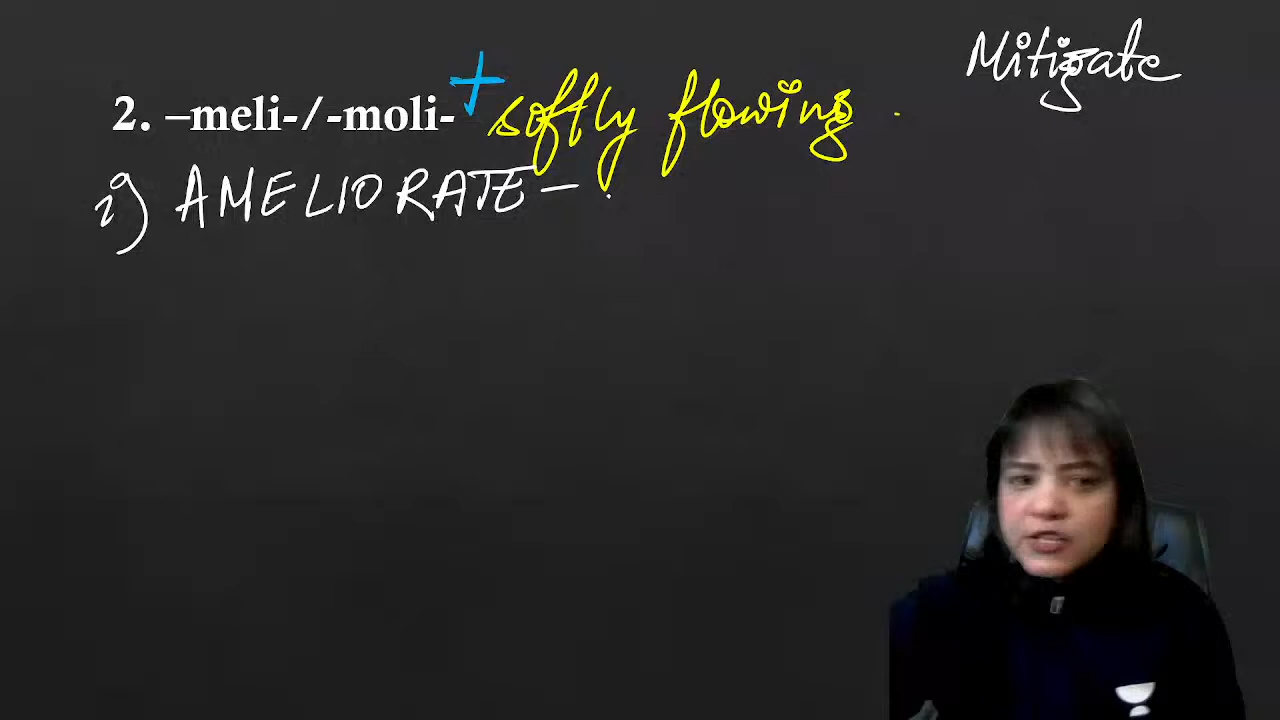 Mitigate
2. –meli-/-moli- + softly flowing .
i) AMELIORATE –